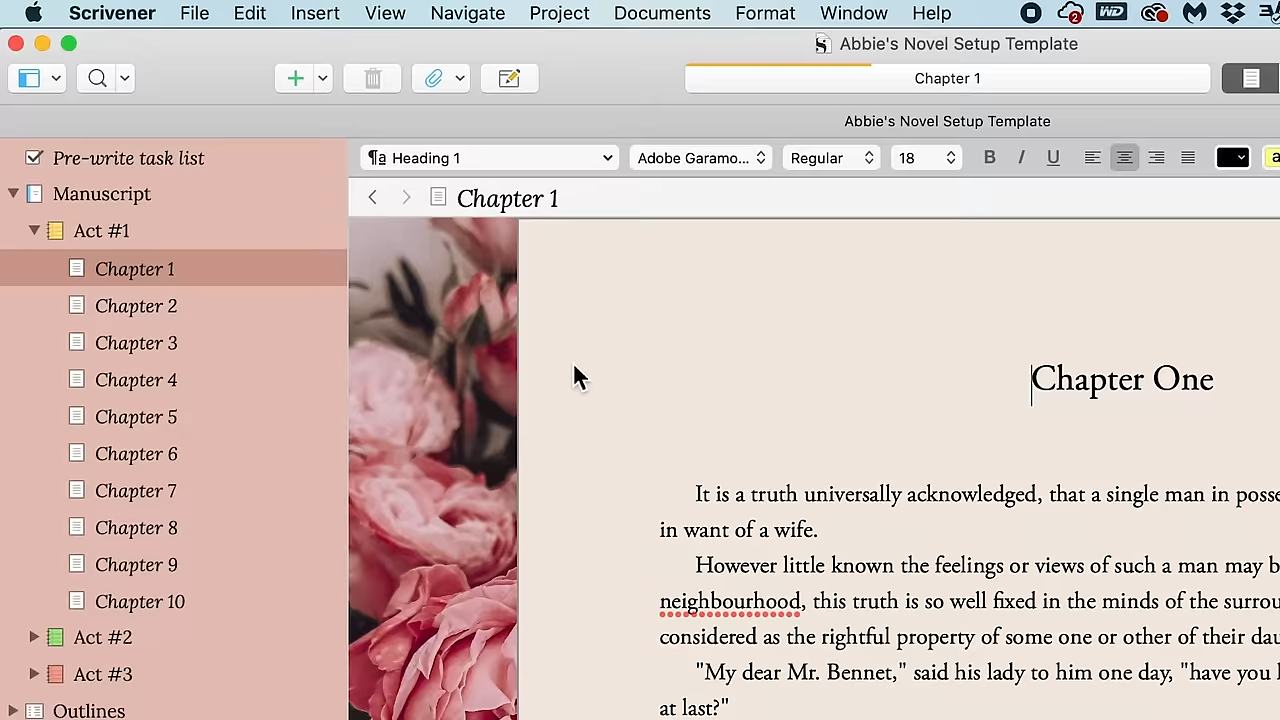 Scrivener File Edit Insert View Navigate Project Documents Format Window Help 2 WD
Abbie's Novel Setup Template
Chapter 1
Abbie's Novel Setup Template
Pre-write task list
¶a Heading 1 Adobe Garamo... Regular 18 B I U a
Manuscript
Chapter 1
Act #1
Chapter 1
Chapter 2
Chapter 3
Chapter 4
Chapter 5
Chapter 6
Chapter 7
Chapter 8
Chapter 9
Chapter 10
Act #2
Act #3
Outlines
Chapter One
It is a truth universally acknowledged, that a single man in posse
in want of a wife.
However little known the feelings or views of such a man may b
neighbourhood, this truth is so well fixed in the minds of the surrou
considered as the rightful property of some one or other of their dau
"My dear Mr. Bennet," said his lady to him one day, "have you h
at last?"